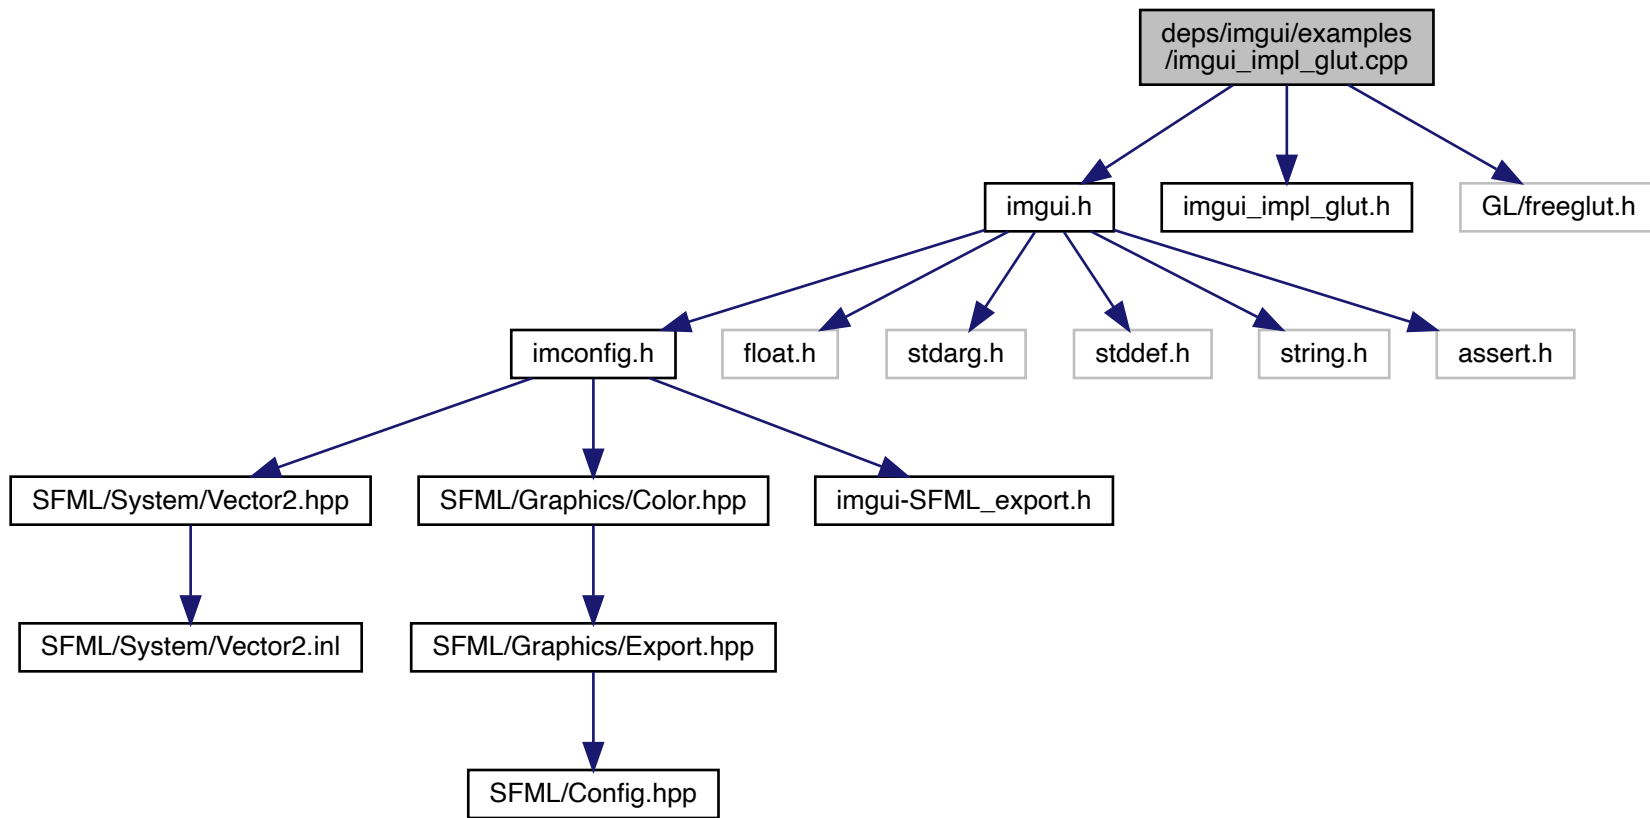 deps/imgui/examples
/imgui_impl_glut.cpp
imgui.h
imgui_impl_glut.h
GL/freeglut.h
imconfig.h
float.h
stdarg.h
stddef.h
string.h
assert.h
SFML/System/Vector2.hpp
SFML/Graphics/Color.hpp
imgui-SFML_export.h
SFML/System/Vector2.inl
SFML/Graphics/Export.hpp
SFML/Config.hpp